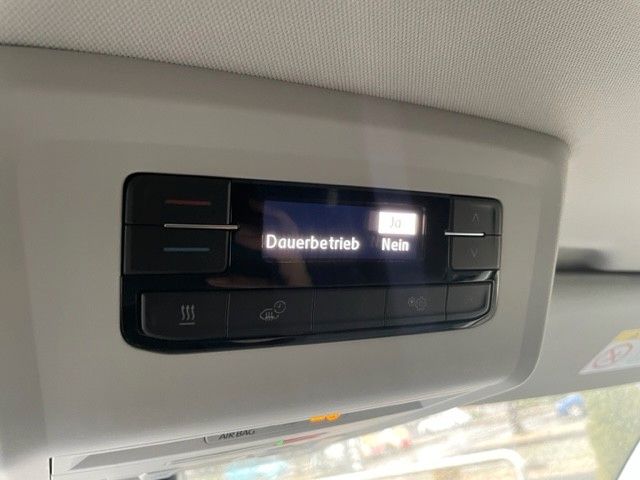 Ja
Dauerbetrieb Nein
AIRBAG